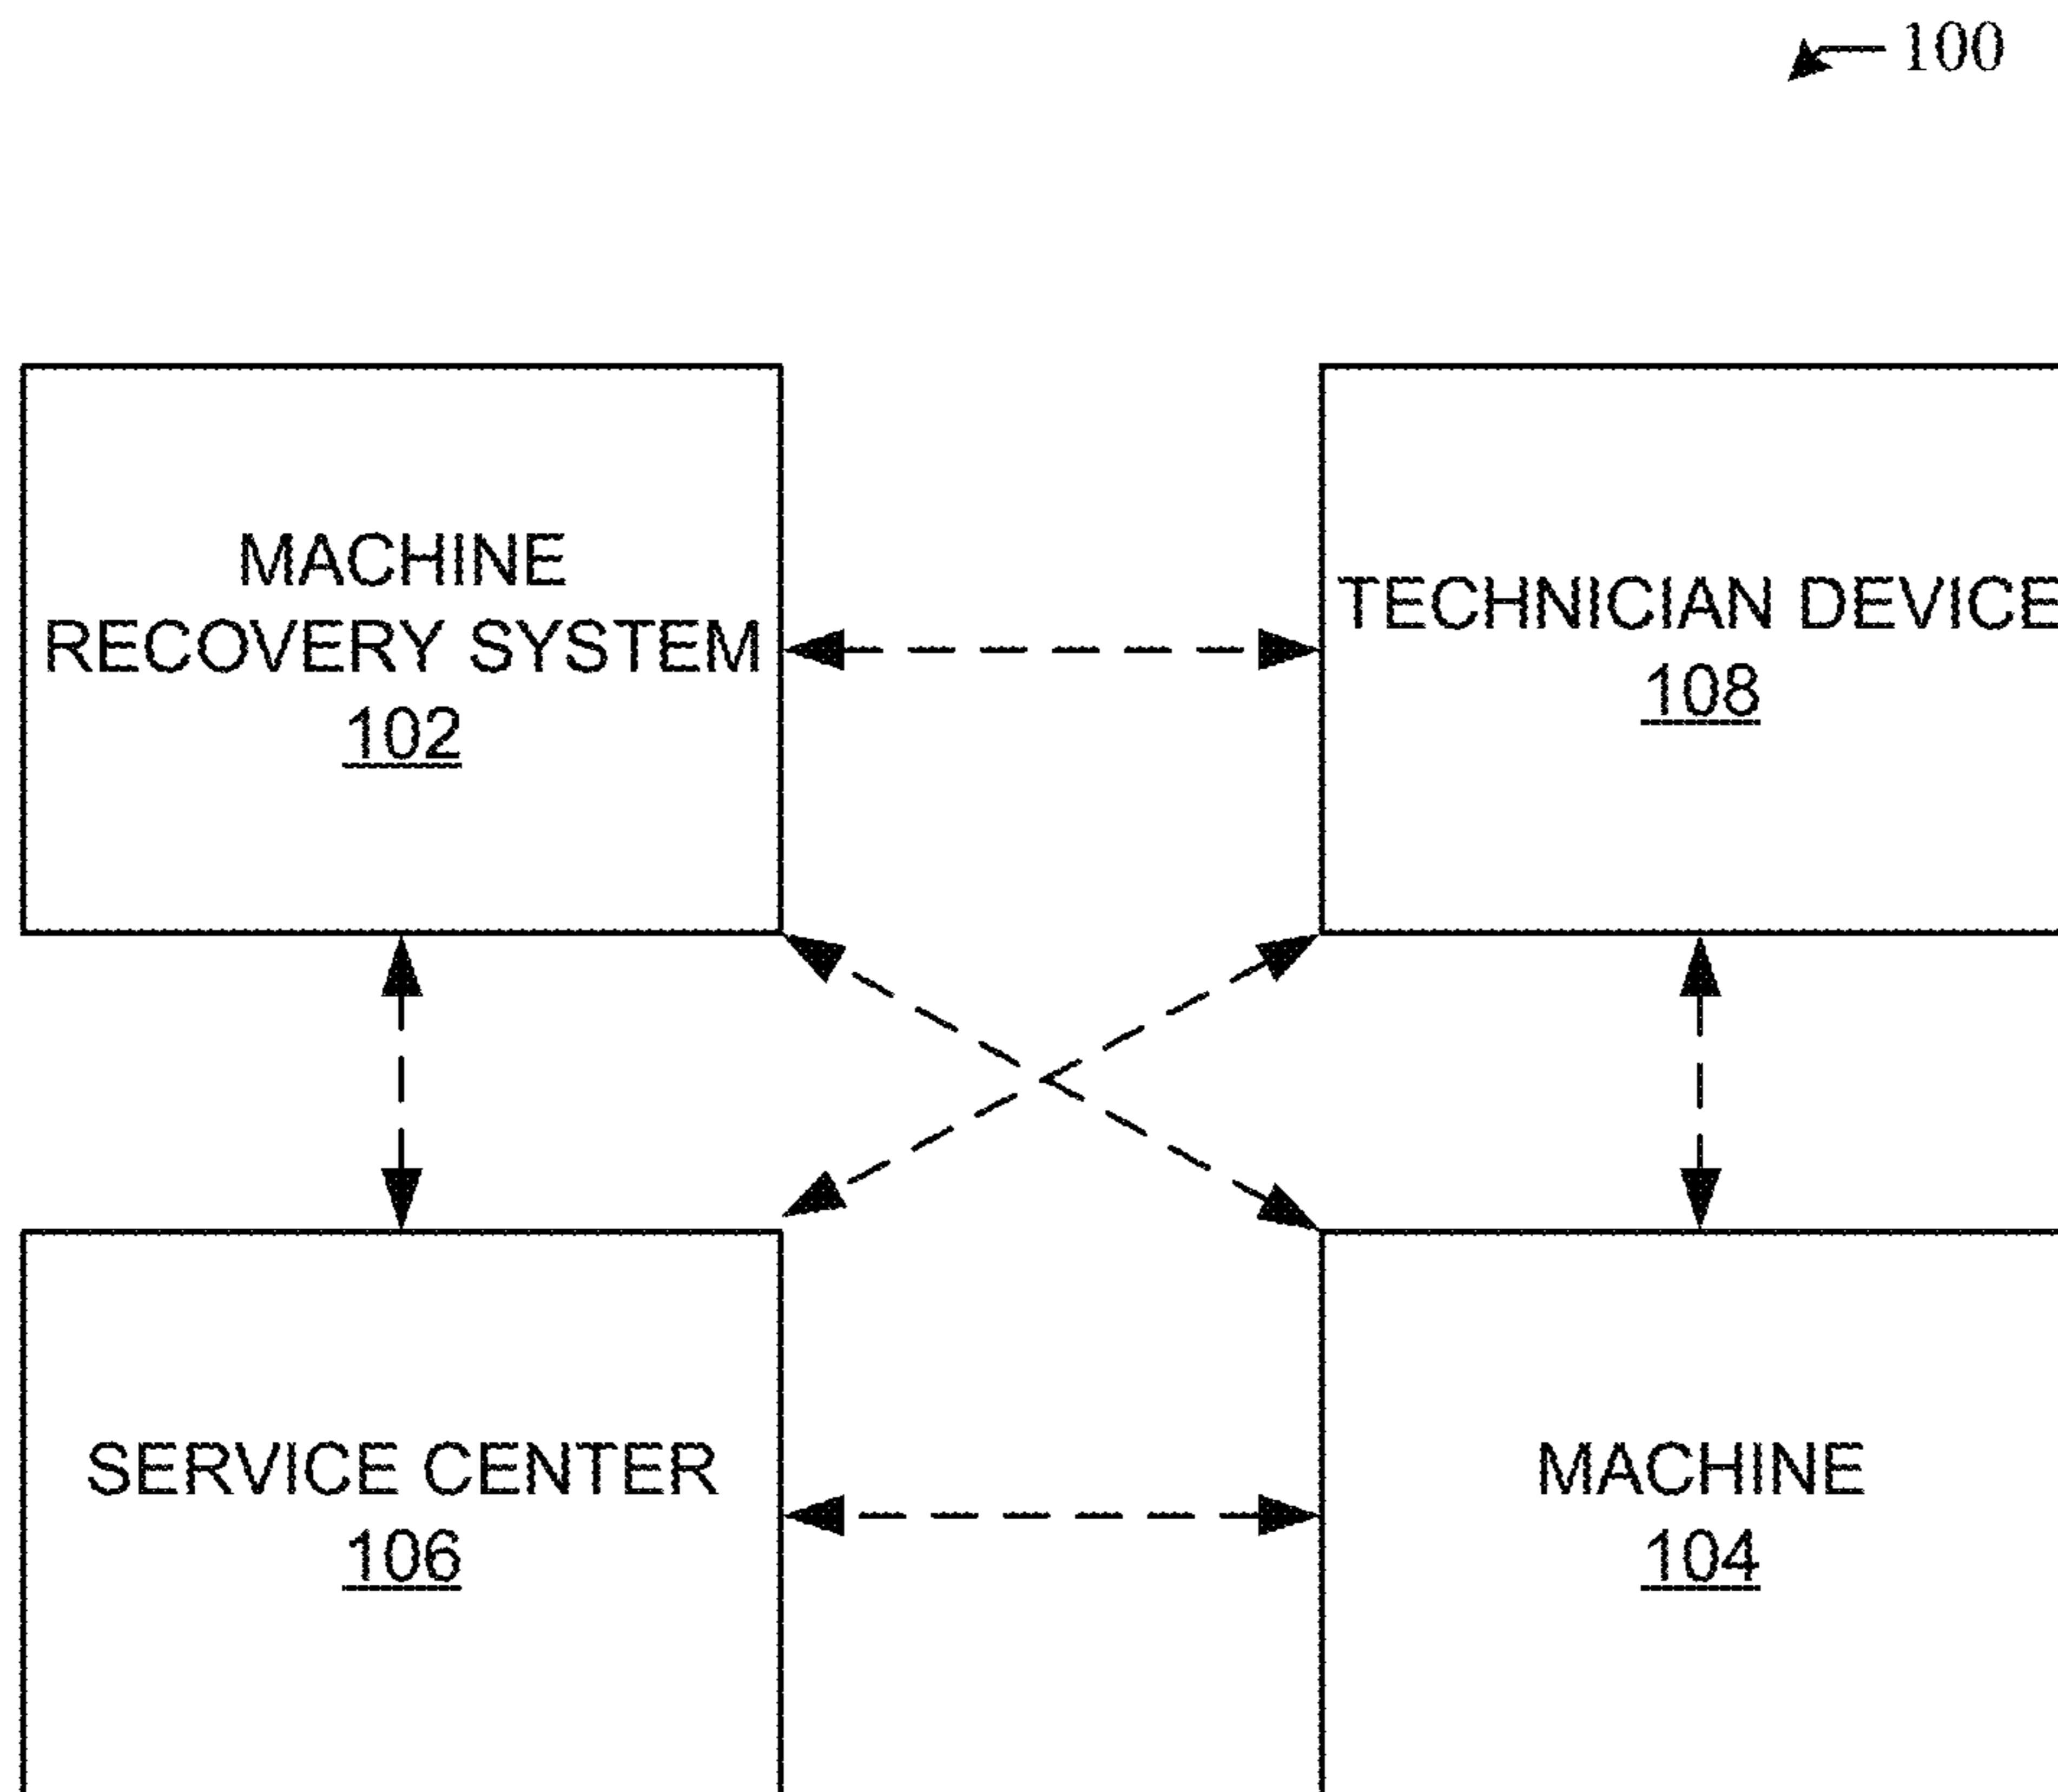 100
MACHINE
RECOVERY SYSTEM
102
TECHNICIAN DEVICE
108
SERVICE CENTER
106
MACHINE
104